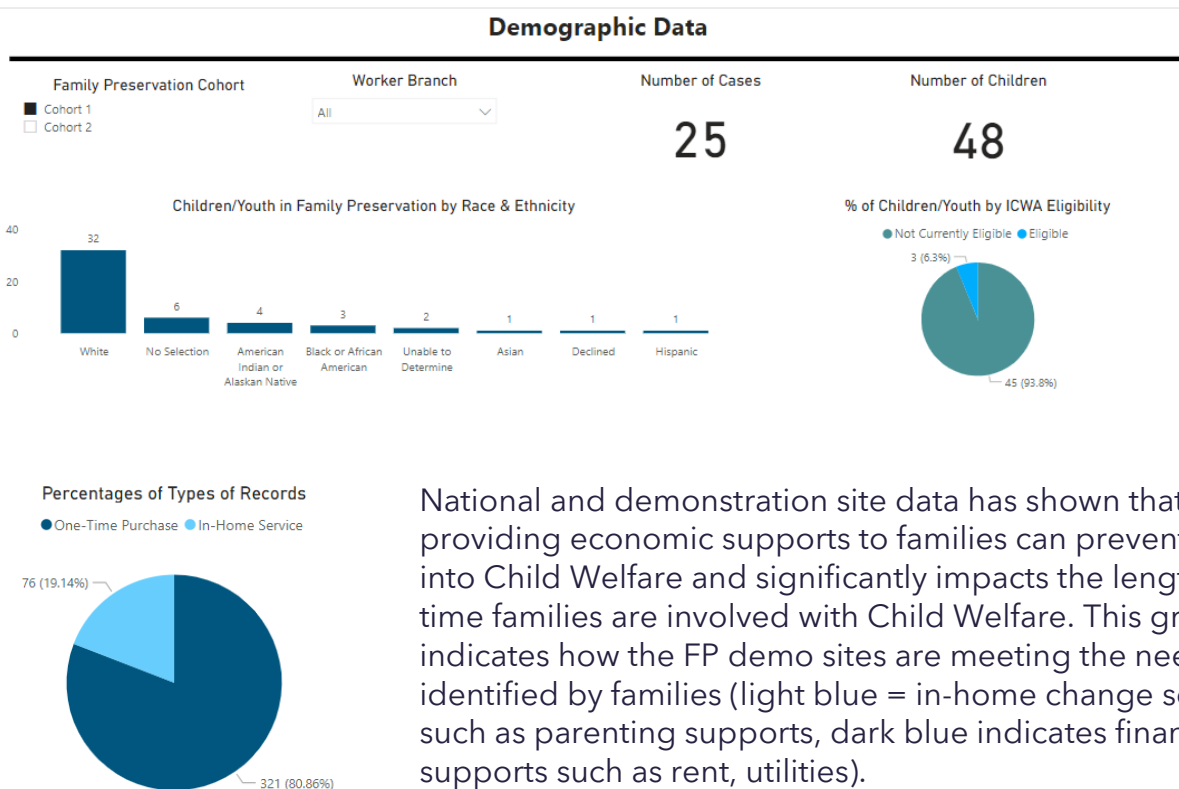 Demographic Data
Family Preservation Cohort
Cohort 1
Cohort 2
Worker Branch
All
Number of Cases
25
Number of Children
48
Children/Youth in Family Preservation by Race & Ethnicity
40
20
0
32
6
4
3
2
1
1
1
White
No Selection
American
Indian or
Alaskan Native
Black or African
American
Unable to
Determine
Asian
Declined
Hispanic
% of Children/Youth by ICWA Eligibility
Not Currently Eligible Eligible
3 (6.3%)
45 (93.8%)
Percentages of Types of Records
One-Time Purchase In-Home Service
76 (19.14%)
321 (80.86%)
National and demonstration site data has shown that
providing economic supports to families can prevent
into Child Welfare and significantly impacts the
time families are involved with Child Welfare. This
indicates how the FP demo sites are meeting the
identified by families (light blue = in-home change
such as parenting supports, dark blue indicates
supports such as rent, utilities).